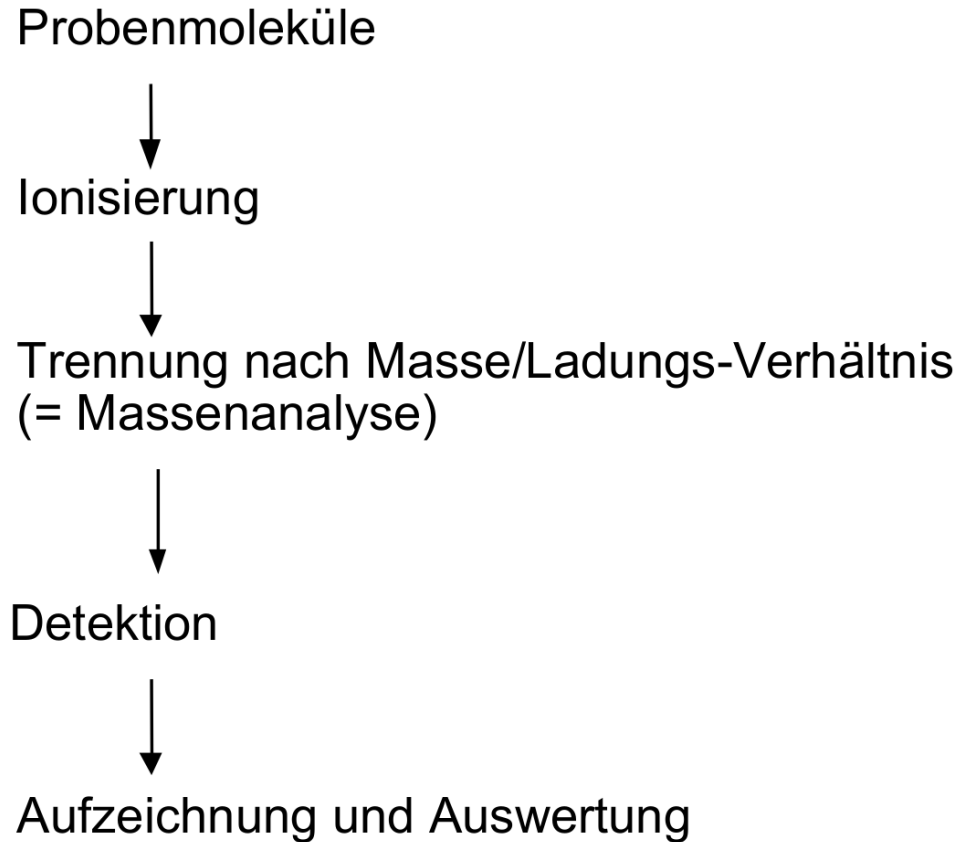 Probenmoleküle
Ionisierung
Trennung nach Masse/Ladungs-Verhältnis
(= Massenanalyse)
Detektion
Aufzeichnung und Auswertung